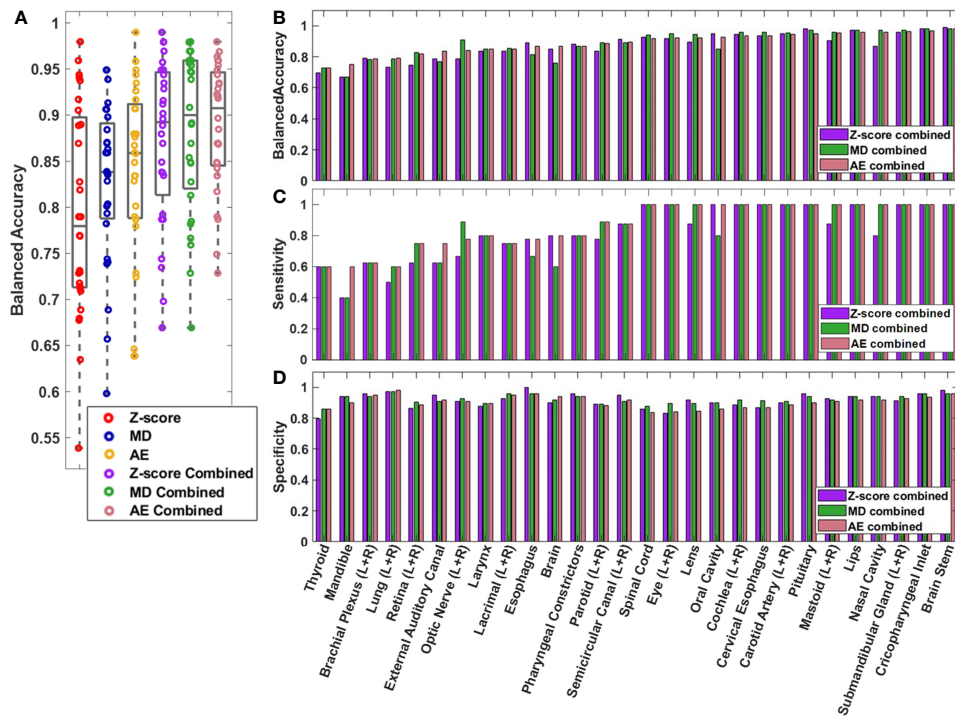 A
1
0.95
0.9
0.85
0.8
0.75
0.7
0.65
0.6
0.55
Balanced Accuracy
Z-score
MD
AE
Z-score Combined
MD Combined
AE Combined
B
1
0.8
0.6
0.4
0.2
0
BalancedAccuracy
Z-score combined
MD combined
AE combined
C
1
0.8
0.6
0.4
0.2
0
Sensitivity
Z-score combined
MD combined
AE combined
D
1
0.8
0.6
0.4
0.2
0
Specificity
Z-score combined
MD combined
AE combined
Thyroid
Mandible
Brachial Plexus (L+R)
Lung (L+R)
Retina (L+R)
External Auditory Canal
Optic Nerve (L+R)
Larynx
Lacrimal (L+R)
Esophagus
Brain
Pharyngeal Constrictors
Parotid (L+R)
Semicircular Canal (L+R)
Spinal Cord
Eye (L+R)
Lens
Oral Cavity
Cochlea (L+R)
Cervical Esophagus
Carotid Artery (L+R)
Pituitary
Mastoid (L+R)
Lips
Nasal Cavity
Submandibular Gland (L+R)
Cricopharyngeal Inlet
Brain Stem